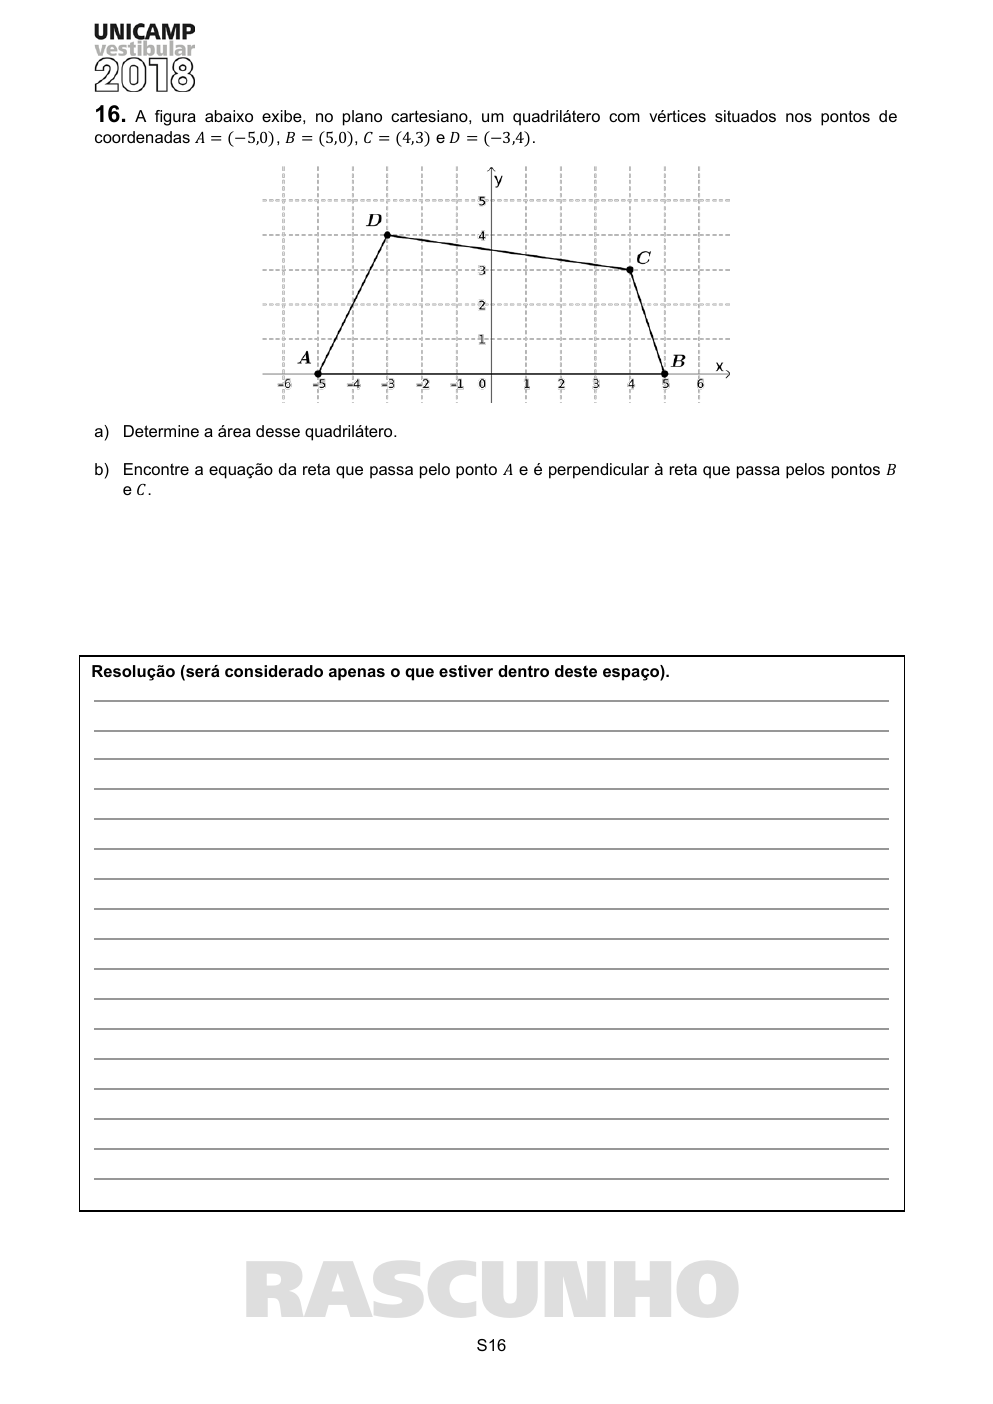 UNICAMP
vestibular
2018
16. A figura abaixo exibe, no plano cartesiano, um quadrilátero com vértices situados nos pontos de
coordenadas A = (−5,0), B = (5,0), C = (4,3) e D = (−3,4).
y
5
D
4
C
3
2
1
A
B
x
-6 -5 -4 -3 -2 -1 0 1 2 3 4 5 6
a) Determine a área desse quadrilátero.
b) Encontre a equação da reta que passa pelo ponto A e é perpendicular à reta que passa pelos pontos B
e C.
Resolução (será considerado apenas o que estiver dentro deste espaço).
RASCUNHO
S16